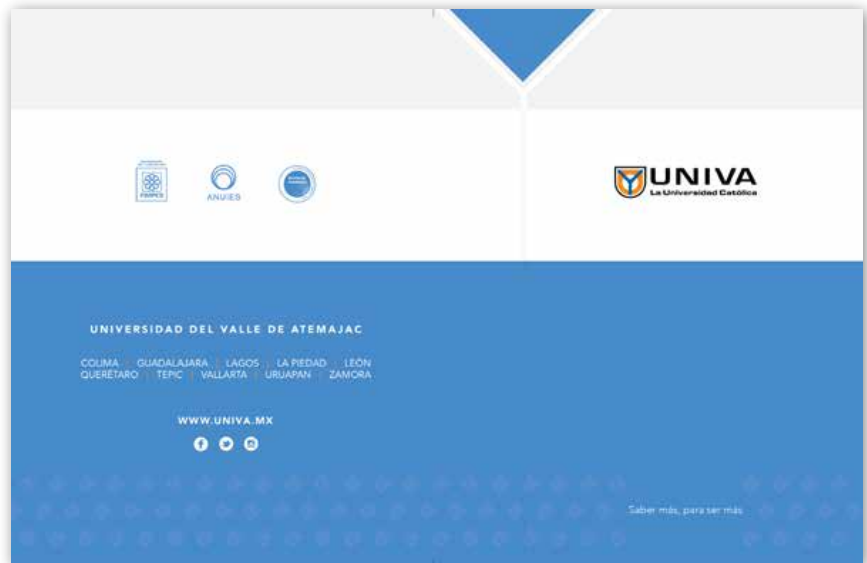 FIMPES
ANUIES
UNIVA
La Universidad Católica
UNIVERSIDAD DEL VALLE DE ATEMAJAC
COLIMA | GUADALAJARA | LAGOS | LA PIEDAD | LEÓN
QUERÉTARO | TEPIC | VALLARTA | URUAPAN | ZAMORA
WWW.UNIVA.MX
Saber más, para ser más